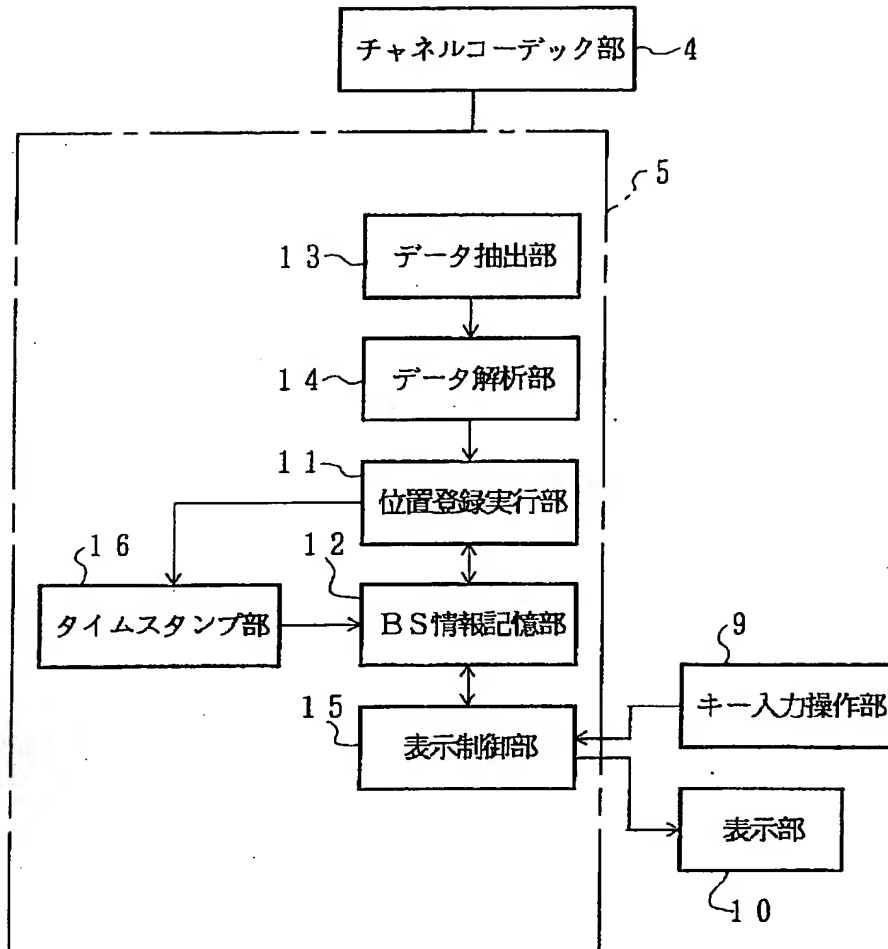 チャネルコーデック部
4
5
13
データ抽出部
14
データ解析部
11
位置登録実行部
16
12
タイムスタンプ部
BS情報記憶部
9
15
キー入力操作部
表示制御部
表示部
10